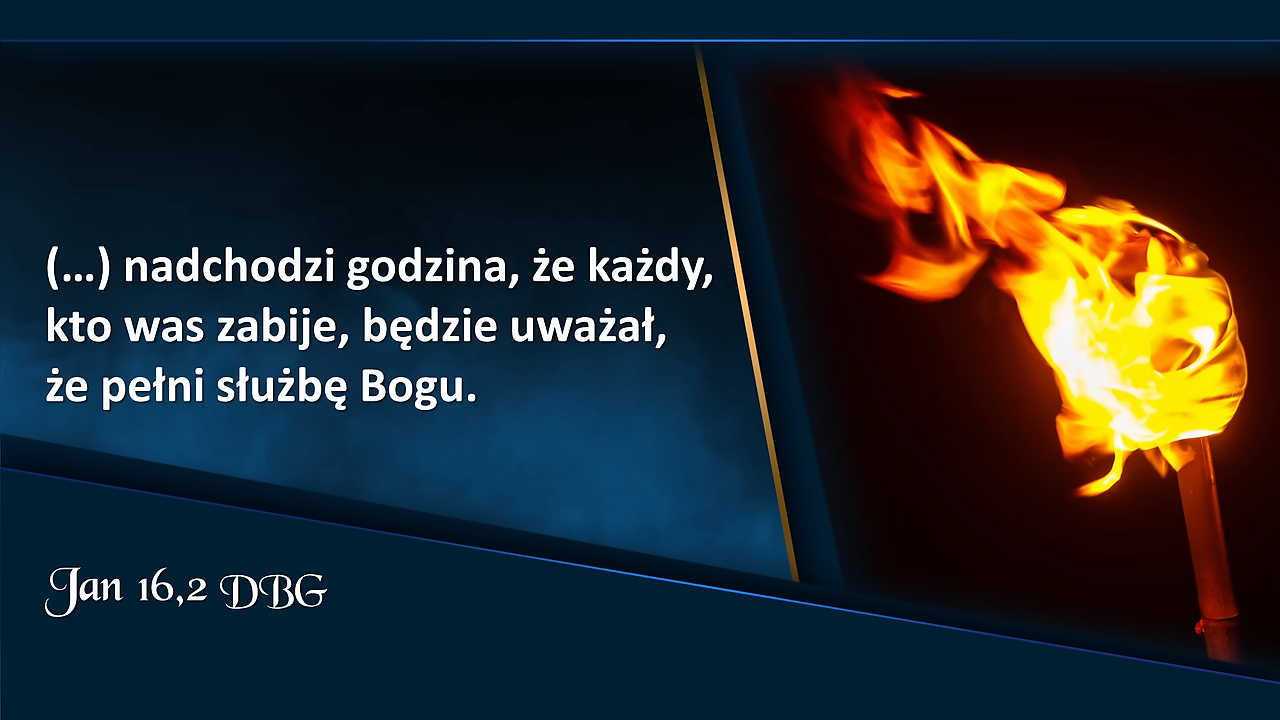 (...) nadchodzi godzina, że każdy,
kto was zabije, będzie uważał,
że pełni służbę Bogu.
Jan 16,2 DBG